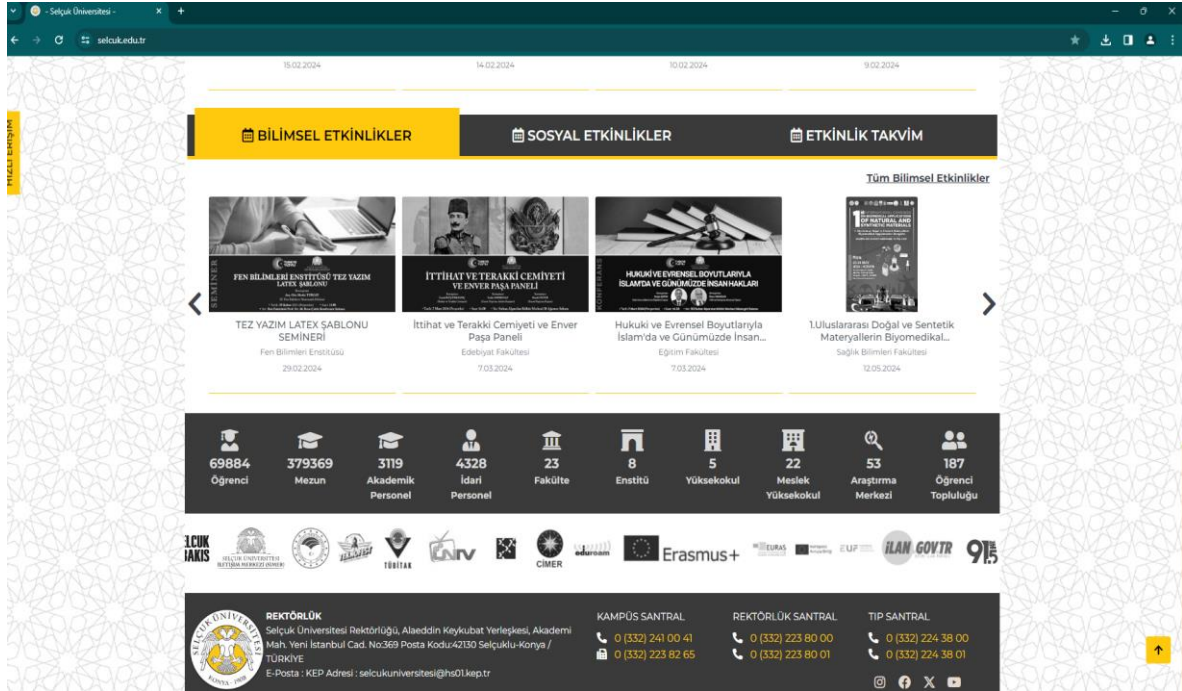 - Selçuk Üniversitesi -
selcuk.edu.tr
15.02.2024
14.02.2024
10.02.2024
9.02.2024
HIZLI ERİŞİM
BİLİMSEL ETKİNLİKLER
SOSYAL ETKİNLİKLER
ETKİNLİK TAKVİM
Tüm Bilimsel Etkinlikler
SEMİNER
FEN BİLİMLERİ ENSTİTÜSÜ TEZ YAZIM
LATEX ŞABLONU
İTTİHAT VE TERAKKİ CEMİYETİ
VE ENVER PAŞA PANELİ
KONFERANS
HUKUKİ VE EVRENSEL BOYUTLARIYLA
İSLAM'DA VE GÜNÜMÜZDE İNSAN HAKLARI
TEZ YAZIM LATEX ŞABLONU
SEMİNERİ
Fen Bilimleri Enstitüsü
29.02.2024
İttihat ve Terakki Cemiyeti ve Enver
Paşa Paneli
Edebiyat Fakültesi
7.03.2024
Hukuki ve Evrensel Boyutlarıyla
İslam'da ve Günümüzde İnsan...
Eğitim Fakültesi
7.03.2024
1.Uluslararası Doğal ve Sentetik
Materyallerin Biyomedikal...
Sağlık Bilimleri Fakültesi
12.05.2024
69884
Öğrenci
379369
Mezun
3119
Akademik
Personel
4328
İdari
Personel
23
Fakülte
8
Enstitü
5
Yüksekokul
22
Meslek
Yüksekokul
53
Araştırma
Merkezi
187
Öğrenci
Topluluğu
SELÇUK ÜNİVERSİTESİ
İLETİŞİM MERKEZİ (SÜMER)
TÜBİTAK
CİMER
eduroam
Erasmus+
EURAS
İLAN.GOV.TR
REKTÖRLÜK
Selçuk Üniversitesi Rektörlüğü, Alaeddin Keykubat Yerleşkesi, Akademi
Mah. Yeni İstanbul Cad. No:369 Posta Kodu:42130 Selçuklu-Konya /
TÜRKİYE
E-Posta : KEP Adresi : selcukuniversitesi@hs01.kep.tr
KAMPÜS SANTRAL
0 (332) 241 00 41
0 (332) 223 82 65
REKTÖRLÜK SANTRAL
0 (332) 223 80 00
0 (332) 223 80 01
TIP SANTRAL
0 (332) 224 38 00
0 (332) 224 38 01